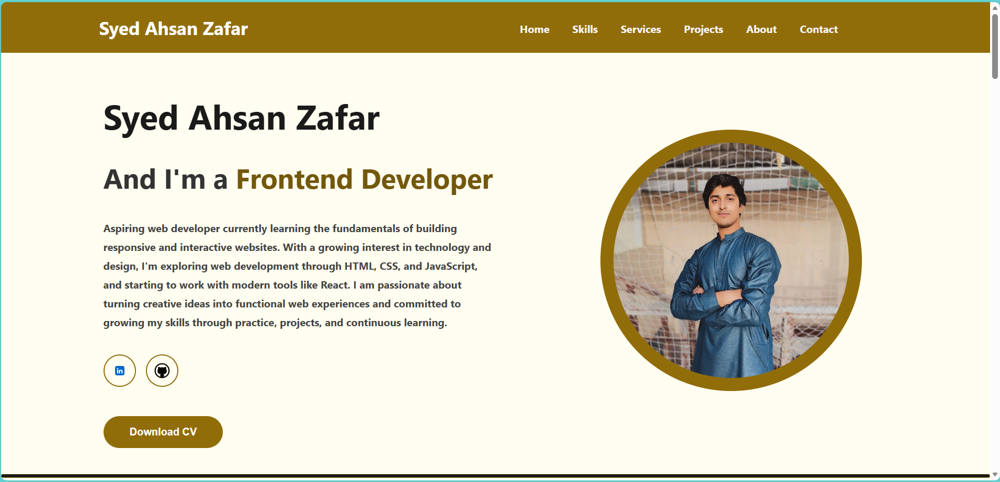 Syed Ahsan Zafar
Home Skills Services Projects About Contact
Syed Ahsan Zafar
And I'm a Frontend Developer
Aspiring web developer currently learning the fundamentals of building
responsive and interactive websites. With a growing interest in technology and
design, I'm exploring web development through HTML, CSS, and JavaScript,
and starting to work with modern tools like React. I am passionate about
turning creative ideas into functional web experiences and committed to
growing my skills through practice, projects, and continuous learning.
in
Download CV